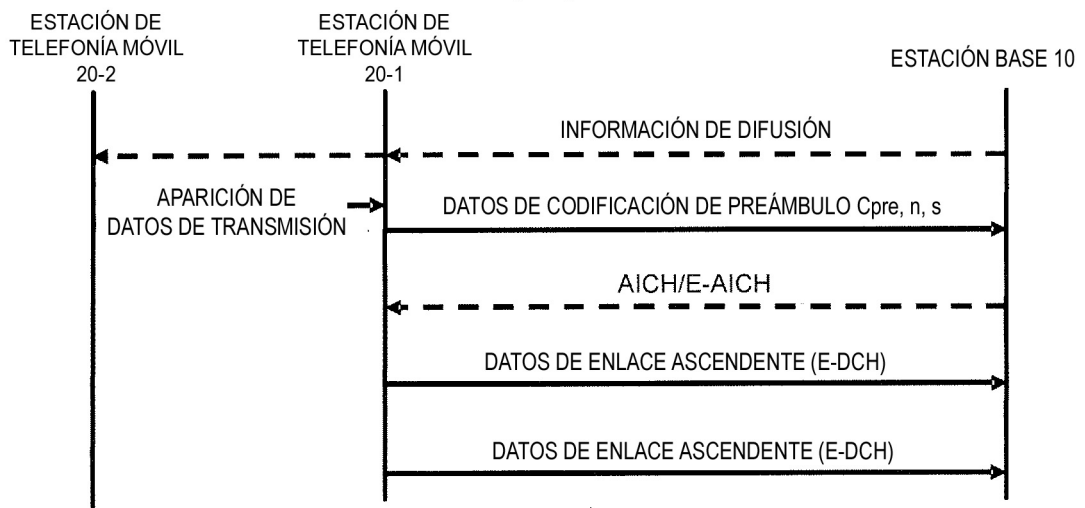 ESTACIÓN DE
TELEFONÍA MÓVIL
20-2
ESTACIÓN DE
TELEFONÍA MÓVIL
20-1
ESTACIÓN BASE 10
INFORMACIÓN DE DIFUSIÓN
APARICIÓN DE
DATOS DE TRANSMISIÓN
DATOS DE CODIFICACIÓN DE PREÁMBULO Cpre, n, s
AICH/E-AICH
DATOS DE ENLACE ASCENDENTE (E-DCH)
DATOS DE ENLACE ASCENDENTE (E-DCH)